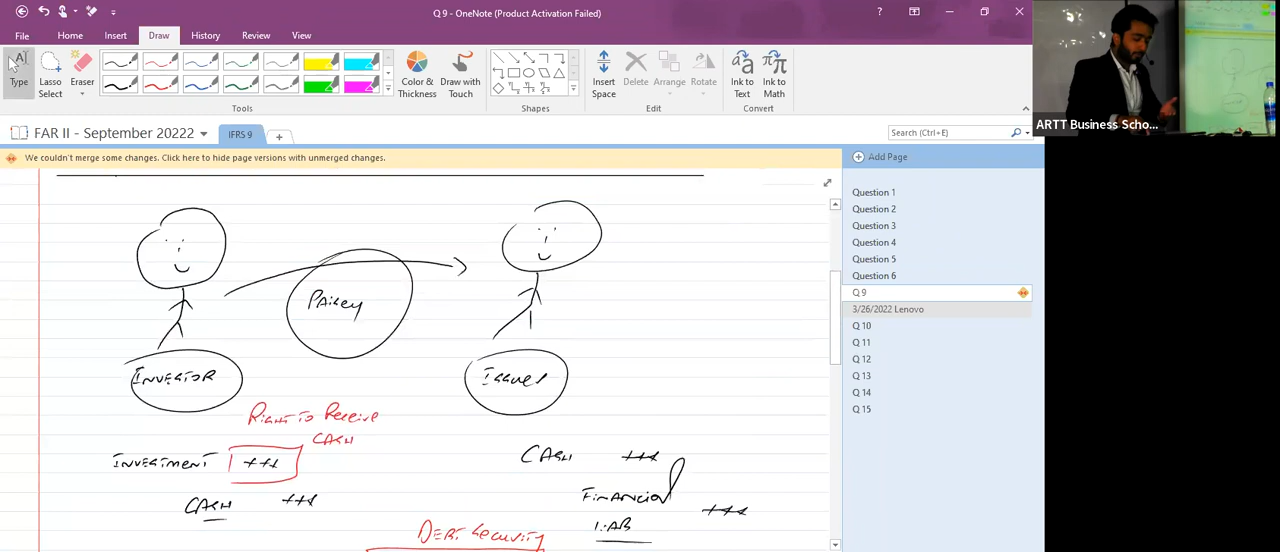 Q 9 - OneNote (Product Activation Failed)
?
File Home Insert Draw History Review View
Type
Lasso Select
Eraser
Color & Thickness
Draw with Touch
Insert Space
Delete
Arrange
Rotate
Ink to Text
Ink to Math
Tools
Shapes
Edit
Convert
FAR II - September 20222
IFRS 9
Search (Ctrl+E)
We couldn't merge some changes. Click here to hide page versions with unmerged changes.
Add Page
Question 1
Question 2
Question 3
Question 4
Question 5
Question 6
Q 9
3/26/2022 Lenovo
Q 10
Q 11
Q 12
Q 13
Q 14
Q 15
INVESTOR
Issuer
RIGHT TO Receive
CASH
INVESTMENT +++
CASH +++
CASH +++
FINANCIAL
LIAB +++
DEBT SECURITY
ARTT Business Scho...